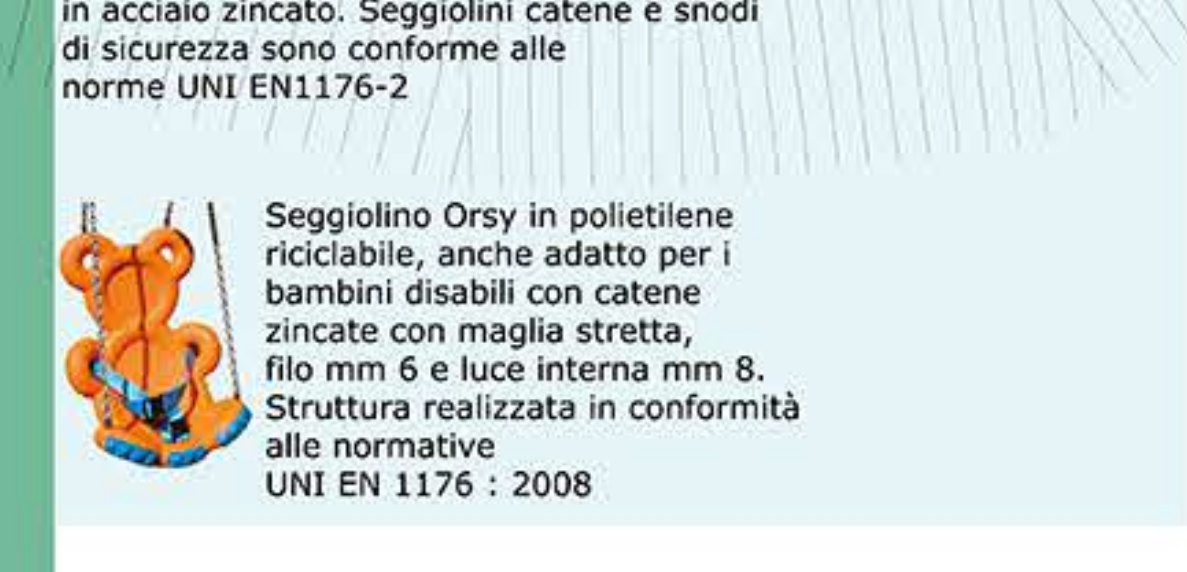 in acciaio zincato. Seggiolini catene e snodi
di sicurezza sono conforme alle
norme UNI EN1176-2
Seggiolino Orsy in polietilene
riciclabile, anche adatto per i
bambini disabili con catene
zincate con maglia stretta,
filo mm 6 e luce interna mm 8.
Struttura realizzata in conformità
alle normative
UNI EN 1176 : 2008